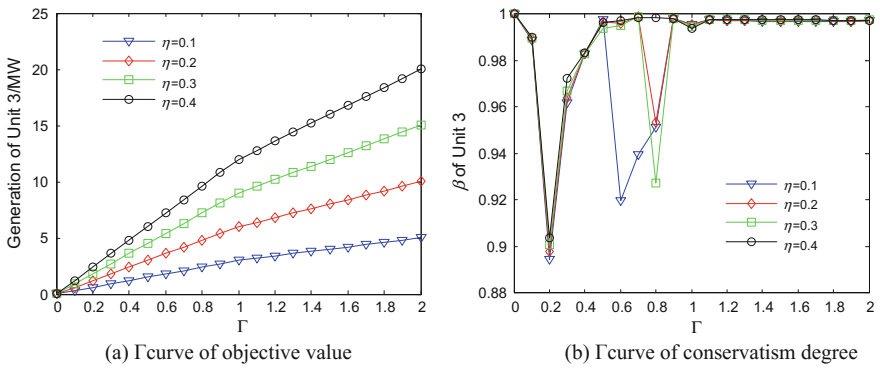 25
20
15
10
5
0
Generation of Unit 3/MW
η=0.1
η=0.2
η=0.3
η=0.4
0 0.2 0.4 0.6 0.8 1 1.2 1.4 1.6 1.8 2
Γ
(a) Γcurve of objective value
1
0.98
0.96
0.94
0.92
0.9
0.88
β of Unit 3
η=0.1
η=0.2
η=0.3
η=0.4
0 0.2 0.4 0.6 0.8 1 1.2 1.4 1.6 1.8 2
Γ
(b) Γcurve of conservatism degree